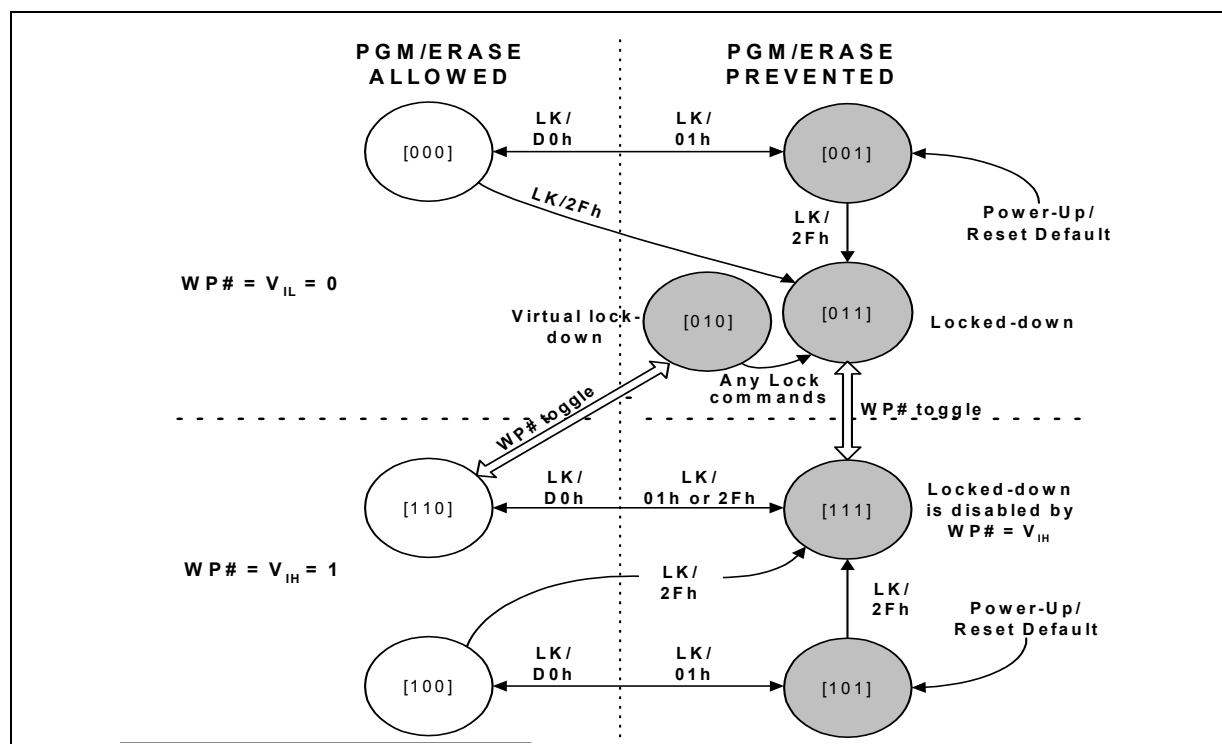 PGM/ERASE
ALLOWED
PGM/ERASE
PREVENTED
LK/
D0h
LK/
01h
[000]
[001]
LK/2Fh
LK/
2Fh
Power-Up/
Reset Default
WP# = VIL = 0
Virtual lock-
down
[010]
[011]
Locked-down
Any Lock
commands
WP# toggle
WP# toggle
LK/
D0h
LK/
01h or 2Fh
[110]
[111]
Locked-down
is disabled by
WP# = VIH
WP# = VIH = 1
LK/
2Fh
LK/
2Fh
Power-Up/
Reset Default
LK/
D0h
LK/
01h
[100]
[101]